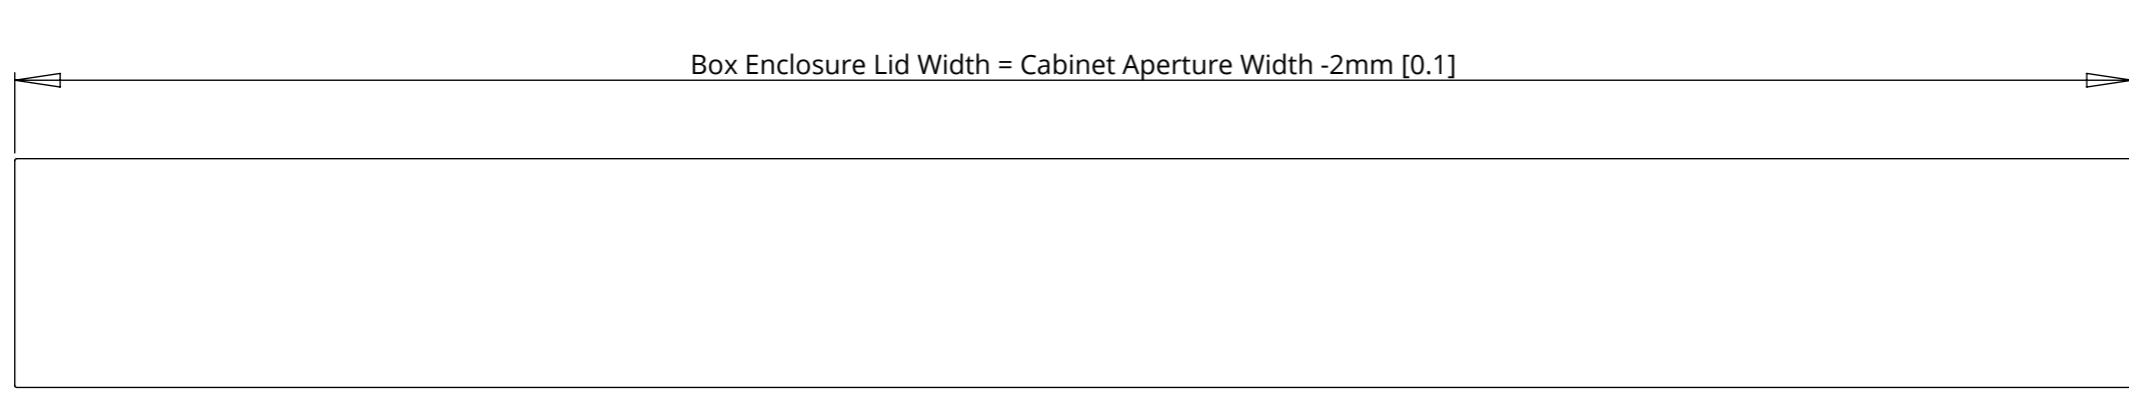 Box Enclosure Lid Width = Cabinet Aperture Width -2mm [0.1]